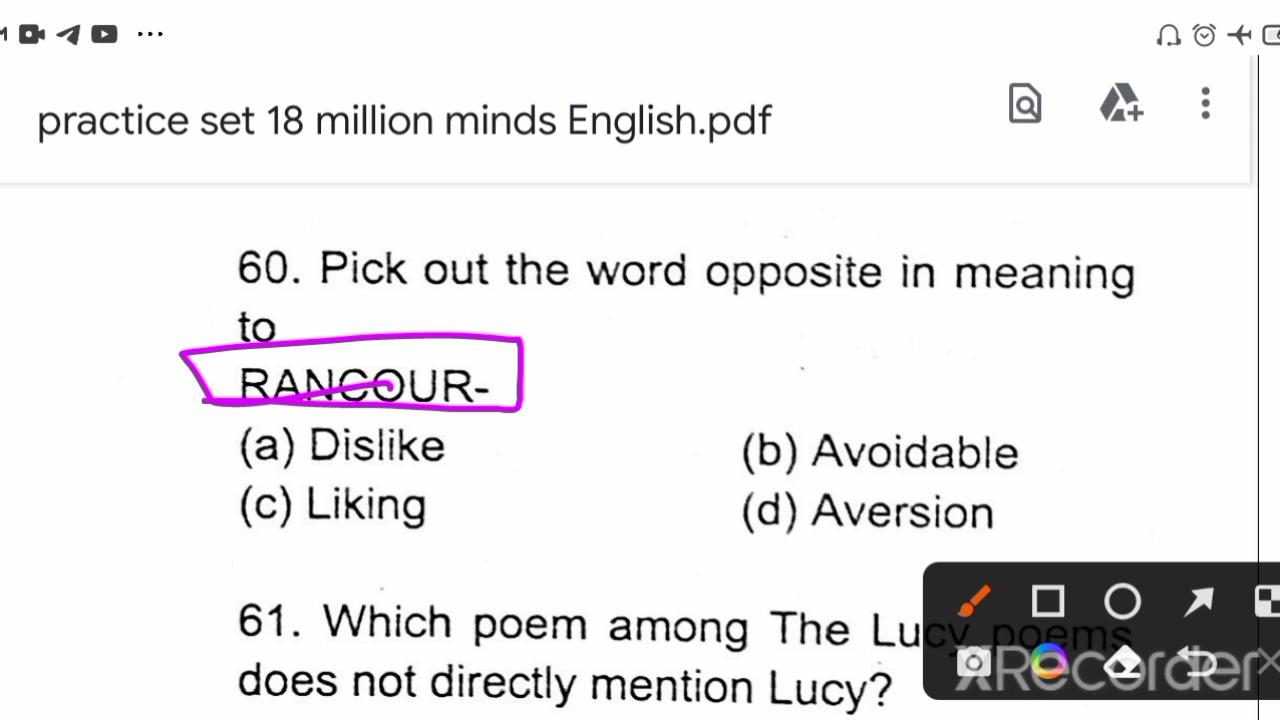 practice set 18 million minds English.pdf
60. Pick out the word opposite in meaning
to
RANCOUR-
(a) Dislike (b) Avoidable
(c) Liking (d) Aversion
61. Which poem among The Lucy poems
does not directly mention Lucy?
xRecorder